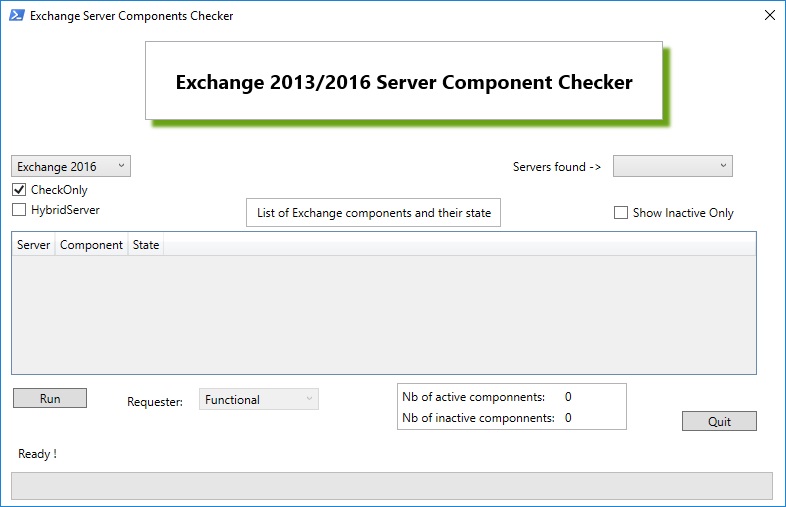 Exchange Server Components Checker
Exchange 2013/2016 Server Component Checker
Exchange 2016
Servers found ->
CheckOnly
HybridServer
List of Exchange components and their state
Show Inactive Only
Server Component State
Run
Requester:
Functional
Nb of active componnents: 0
Nb of inactive componnents: 0
Quit
Ready !